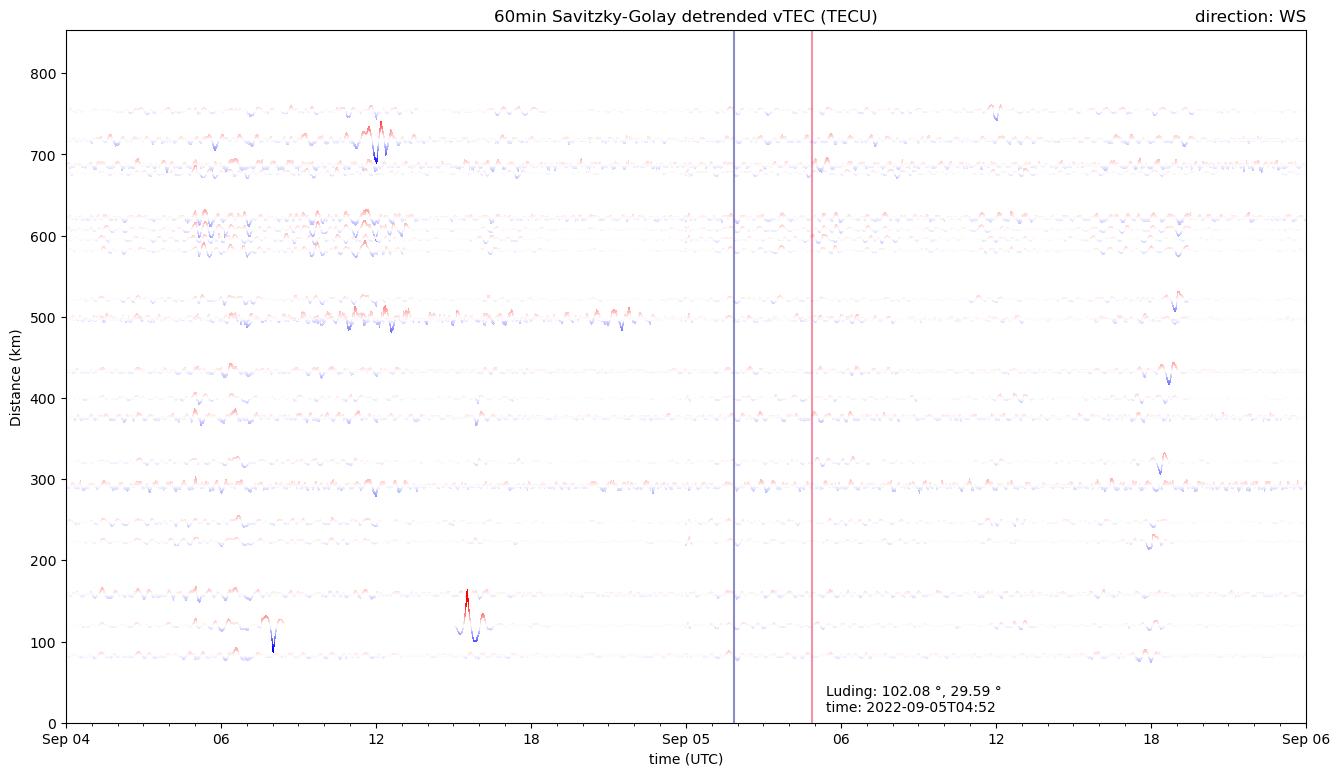 60min Savitzky-Golay detrended vTEC (TECU)
direction: WS
800
700
600
500
400
300
200
100
0
Distance (km)
Luding: 102.08 °, 29.59 °
time: 2022-09-05T04:52
Sep 04
06
12
18
Sep 05
06
12
18
Sep 06
time (UTC)